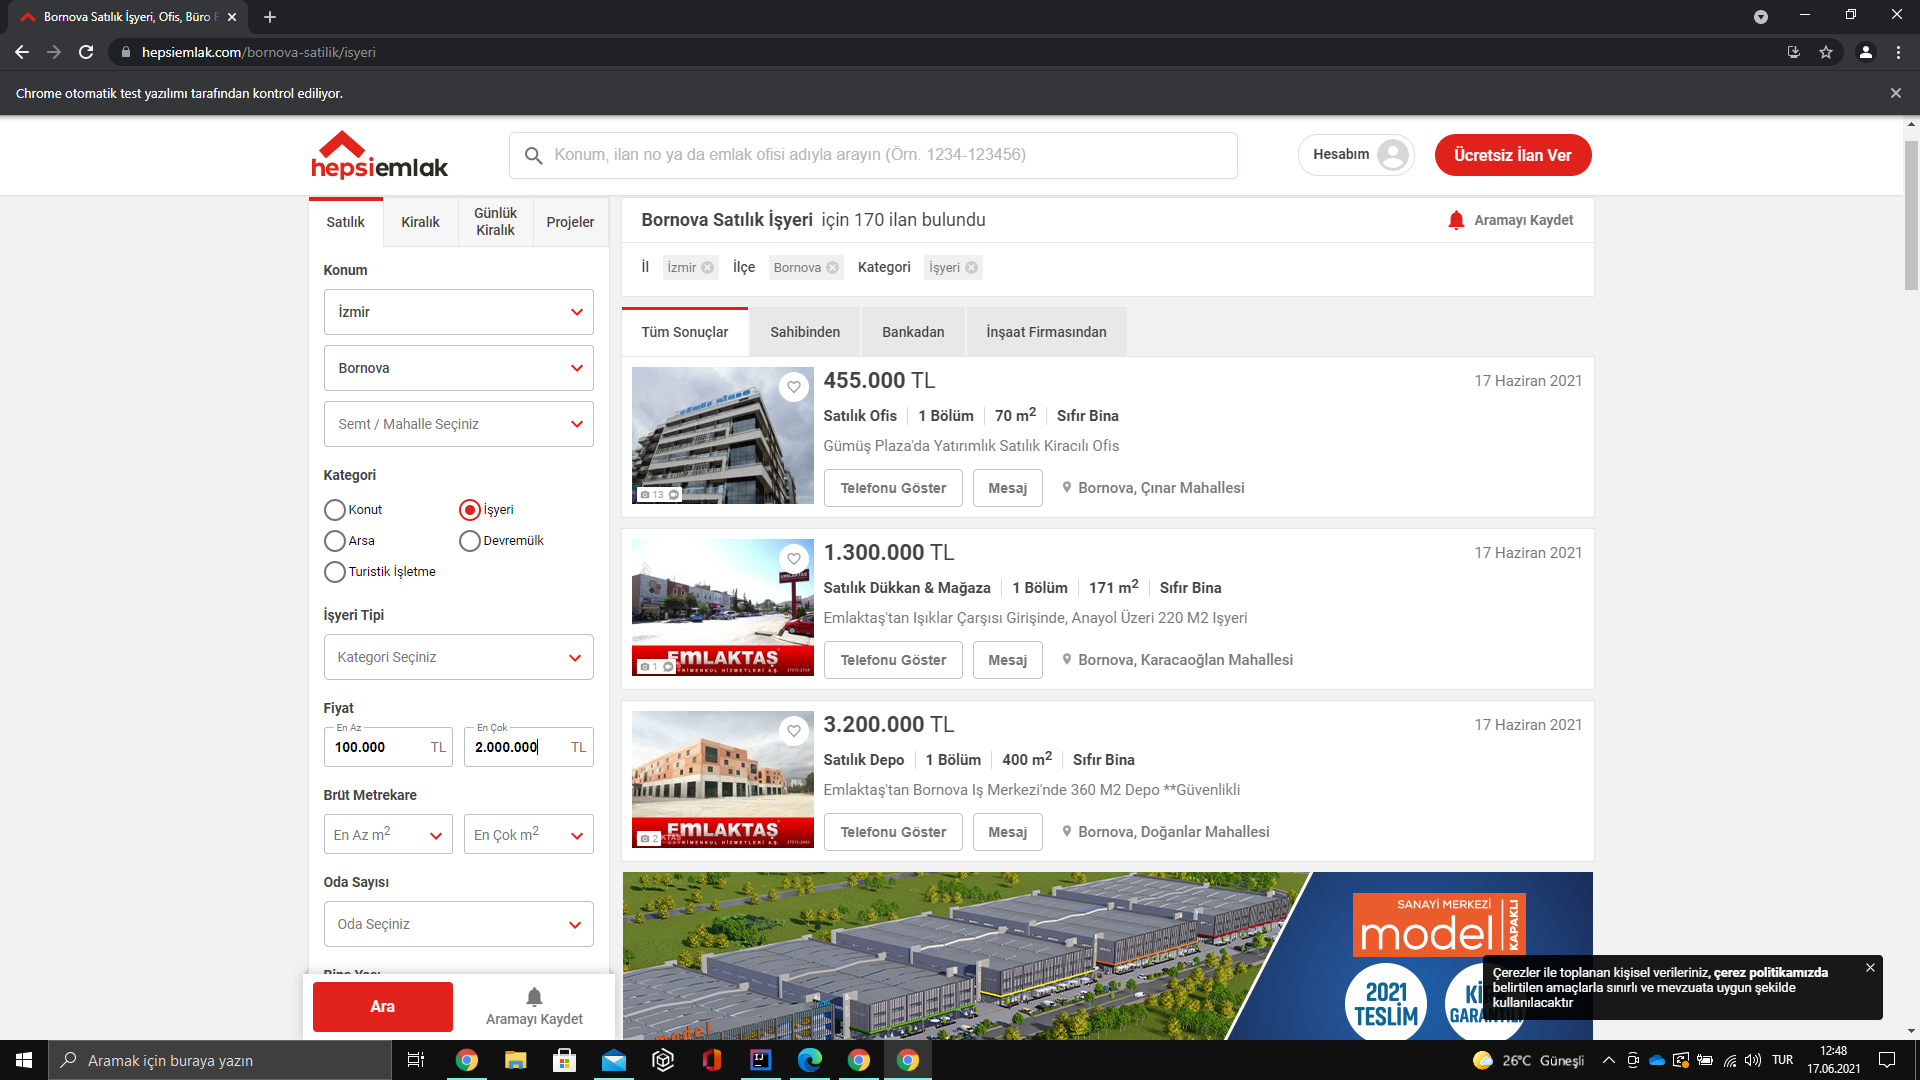 Bornova Satılık İşyeri, Ofis, Büro
hepsiemlak.com/bornova-satilik/isyeri
Chrome otomatik test yazılımı tarafından kontrol ediliyor.
hepsiemlak
Konum, ilan no ya da emlak ofisi adıyla arayın (Örn. 1234-123456)
Hesabım
Ücretsiz İlan Ver
Satılık
Kiralık
Günlük
Kiralık
Projeler
Konum
İzmir
Bornova
Semt / Mahalle Seçiniz
Kategori
Konut
İşyeri
Arsa
Devremülk
Turistik İşletme
İşyeri Tipi
Kategori Seçiniz
Fiyat
En Az
100.000 TL
En Çok
2.000.000 TL
Brüt Metrekare
En Az m2
En Çok m2
Oda Sayısı
Oda Seçiniz
Ara
Aramayı Kaydet
Bornova Satılık İşyeri için 170 ilan bulundu
Aramayı Kaydet
İl İzmir İlçe Bornova Kategori İşyeri
Tüm Sonuçlar
Sahibinden
Bankadan
İnşaat Firmasından
13
455.000 TL
17 Haziran 2021
Satılık Ofis 1 Bölüm 70 m2 Sıfır Bina
Gümüş Plaza'da Yatırımlık Satılık Kiracılı Ofis
Telefonu Göster
Mesaj
Bornova, Çınar Mahallesi
EMLAKTAŞ
1
1.300.000 TL
17 Haziran 2021
Satılık Dükkan & Mağaza 1 Bölüm 171 m2 Sıfır Bina
Emlaktaş'tan Işıklar Çarşısı Girişinde, Anayol Üzeri 220 M2 Işyeri
Telefonu Göster
Mesaj
Bornova, Karacaoğlan Mahallesi
EMLAKTAŞ
2
3.200.000 TL
17 Haziran 2021
Satılık Depo 1 Bölüm 400 m2 Sıfır Bina
Emlaktaş'tan Bornova Iş Merkezi'nde 360 M2 Depo **Güvenlikli
Telefonu Göster
Mesaj
Bornova, Doğanlar Mahallesi
model
SANAYİ MERKEZİ
model
KAPAKLI
2021
TESLİM
Çerezler ile toplanan kişisel verileriniz, çerez politikamızda
belirtilen amaçlarla sınırlı ve mevzuata uygun şekilde
kullanılacaktır
Aramak için buraya yazın
26°C Güneşli
TUR
12:48
17.06.2021